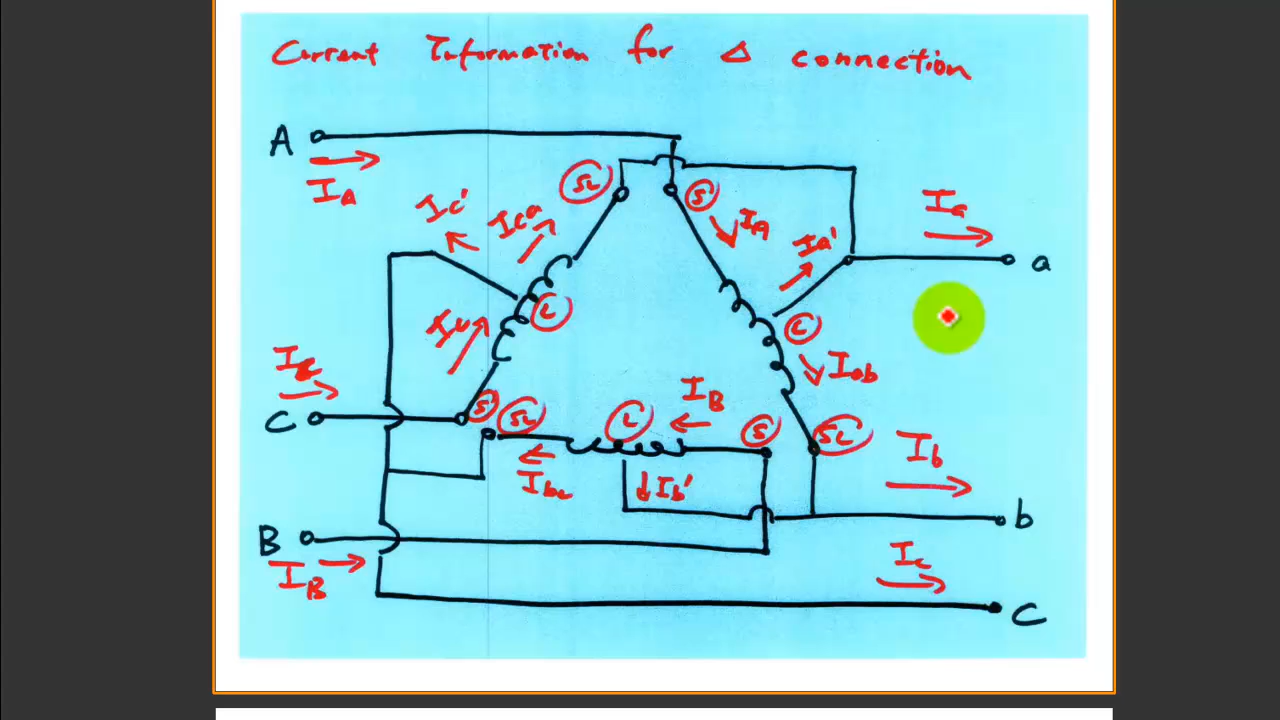 Current Information for Δ connection
A
SL
S
IA
Ic'
Ica
IA
Ia'
Ia
a
L
L
Iab
C
S
SL
IB
L
S
SL
Ib
Ibc
Ib'
b
B
IB
Ic
C